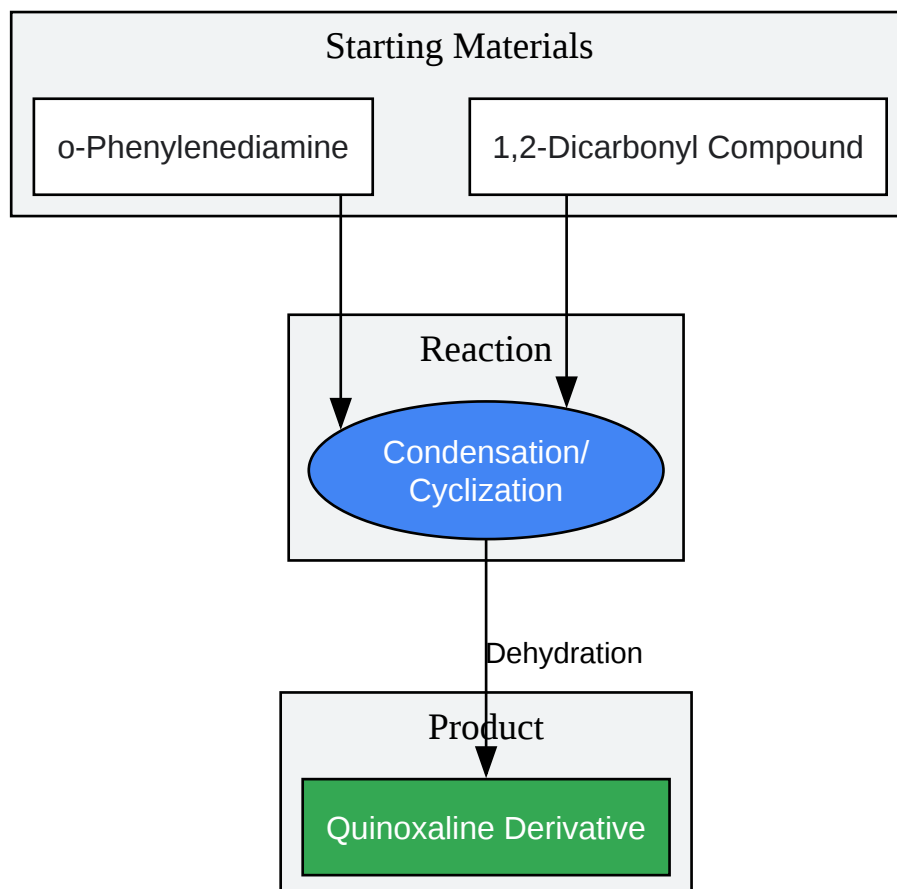 Starting Materials
o-Phenylenediamine
1,2-Dicarbonyl Compound
Reaction
Condensation/
Cyclization
Dehydration
Product
Quinoxaline Derivative